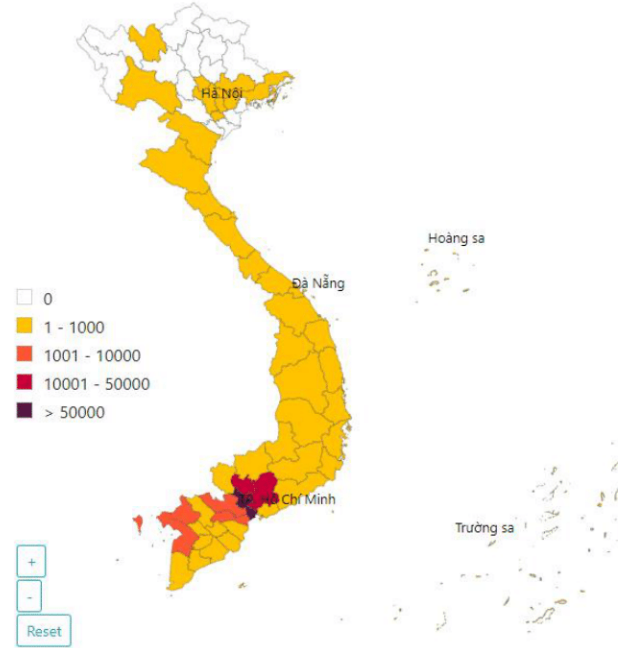 Hà Nội
Hoàng sa
Đà Nẵng
0
1 - 1000
1001 - 10000
10001 - 50000
> 50000
TP. Hồ Chí Minh
Trường sa
+
-
Reset